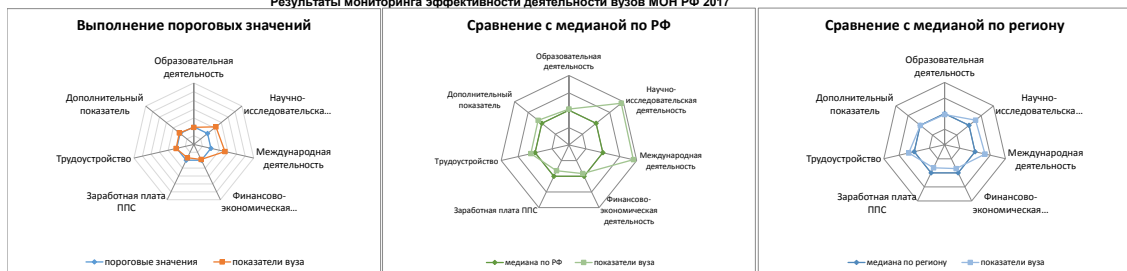 Результаты мониторинга эффективности деятельности вузов МОН РФ 2017
Выполнение пороговых значений
Образовательная
деятельность
Научно-
исследовательска…
Международная
деятельность
Финансово-
экономическая…
Заработная плата
ППС
Трудоустройство
Дополнительный
показатель
пороговые значения
показатели вуза
Сравнение с медианой по РФ
Образовательная
деятельность
Научно-
исследовательская
деятельность
Международная
деятельность
Финансово-
экономическая
деятельность
Заработная плата ППС
Трудоустройство
Дополнительный
показатель
медиана по РФ
показатели вуза
Сравнение с медианой по региону
Образовательная
деятельность
Научно-
исследовательска…
Международная
деятельность
Финансово-
экономическая…
Заработная плата
ППС
Трудоустройство
Дополнительный
показатель
медиана по региону
показатели вуза